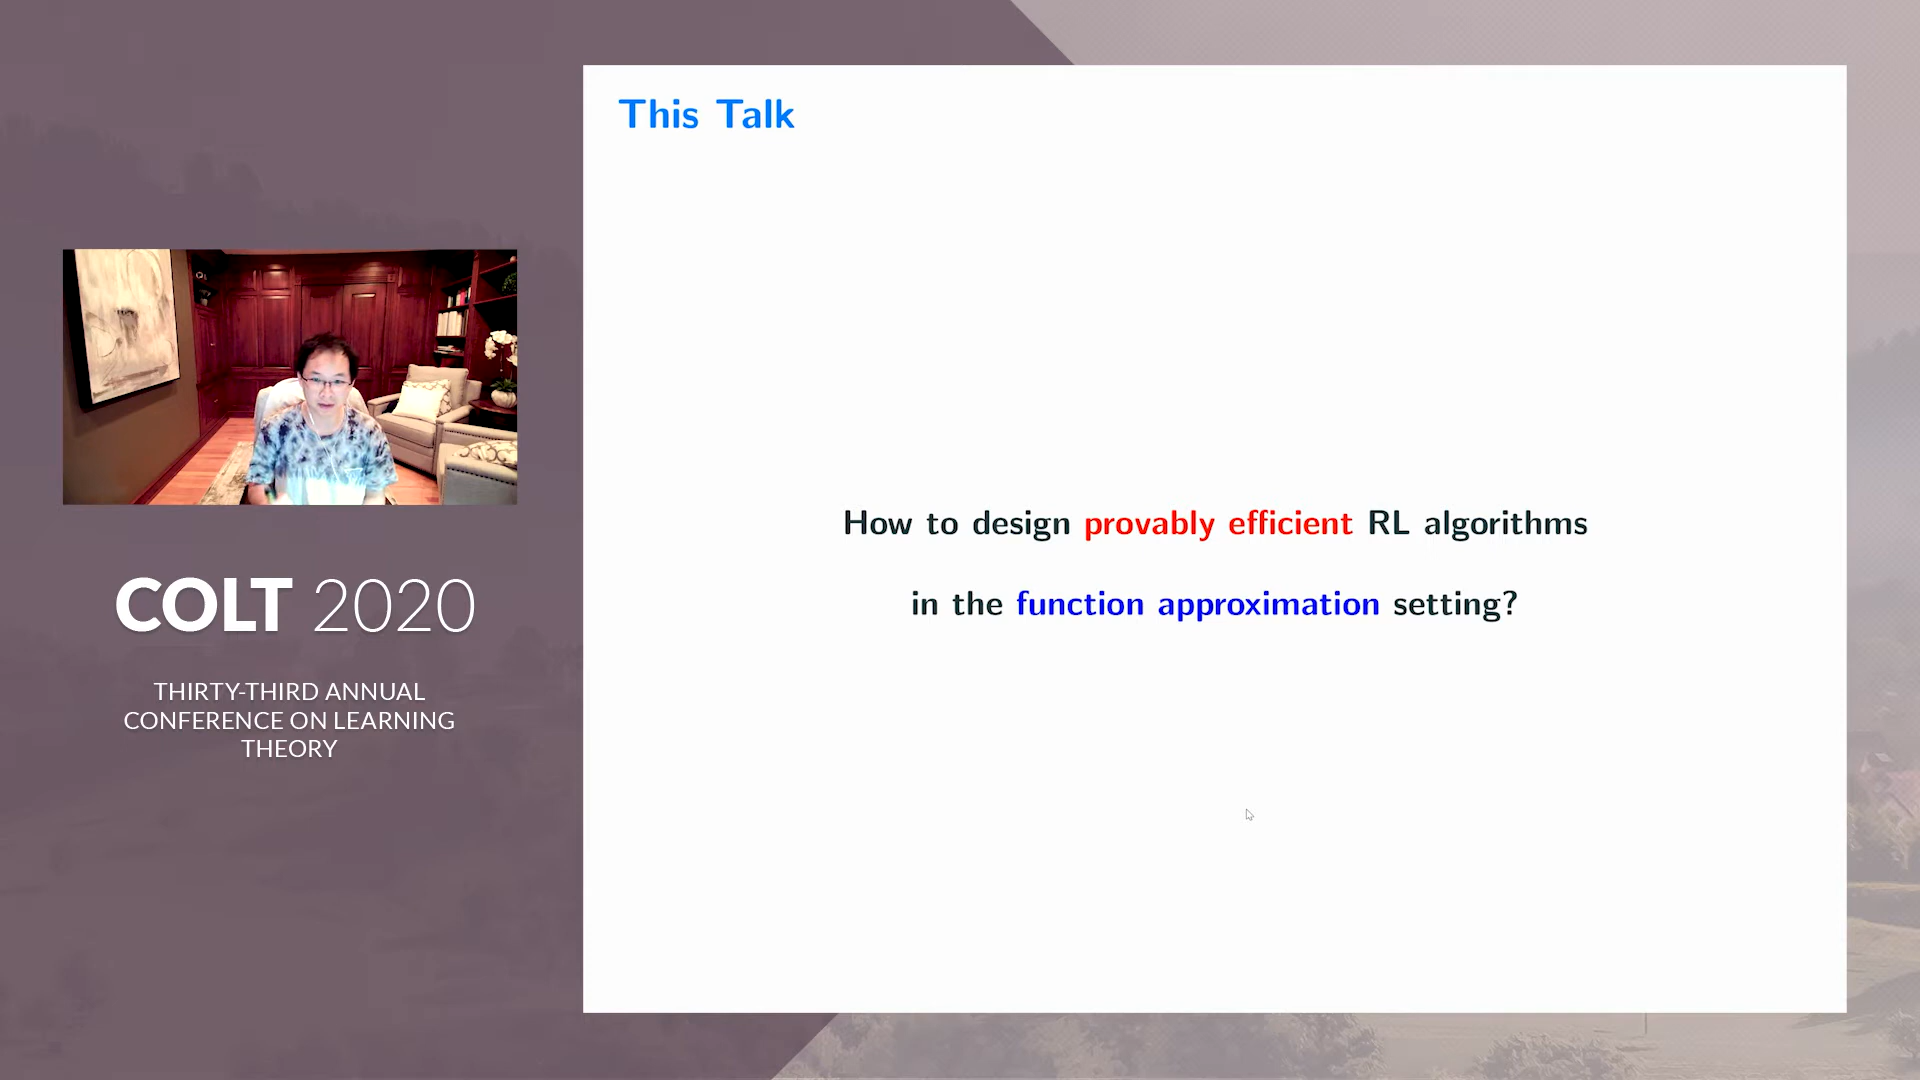 This Talk
How to design provably efficient RL algorithms
in the function approximation setting?
COLT 2020
THIRTY-THIRD ANNUAL
CONFERENCE ON LEARNING
THEORY